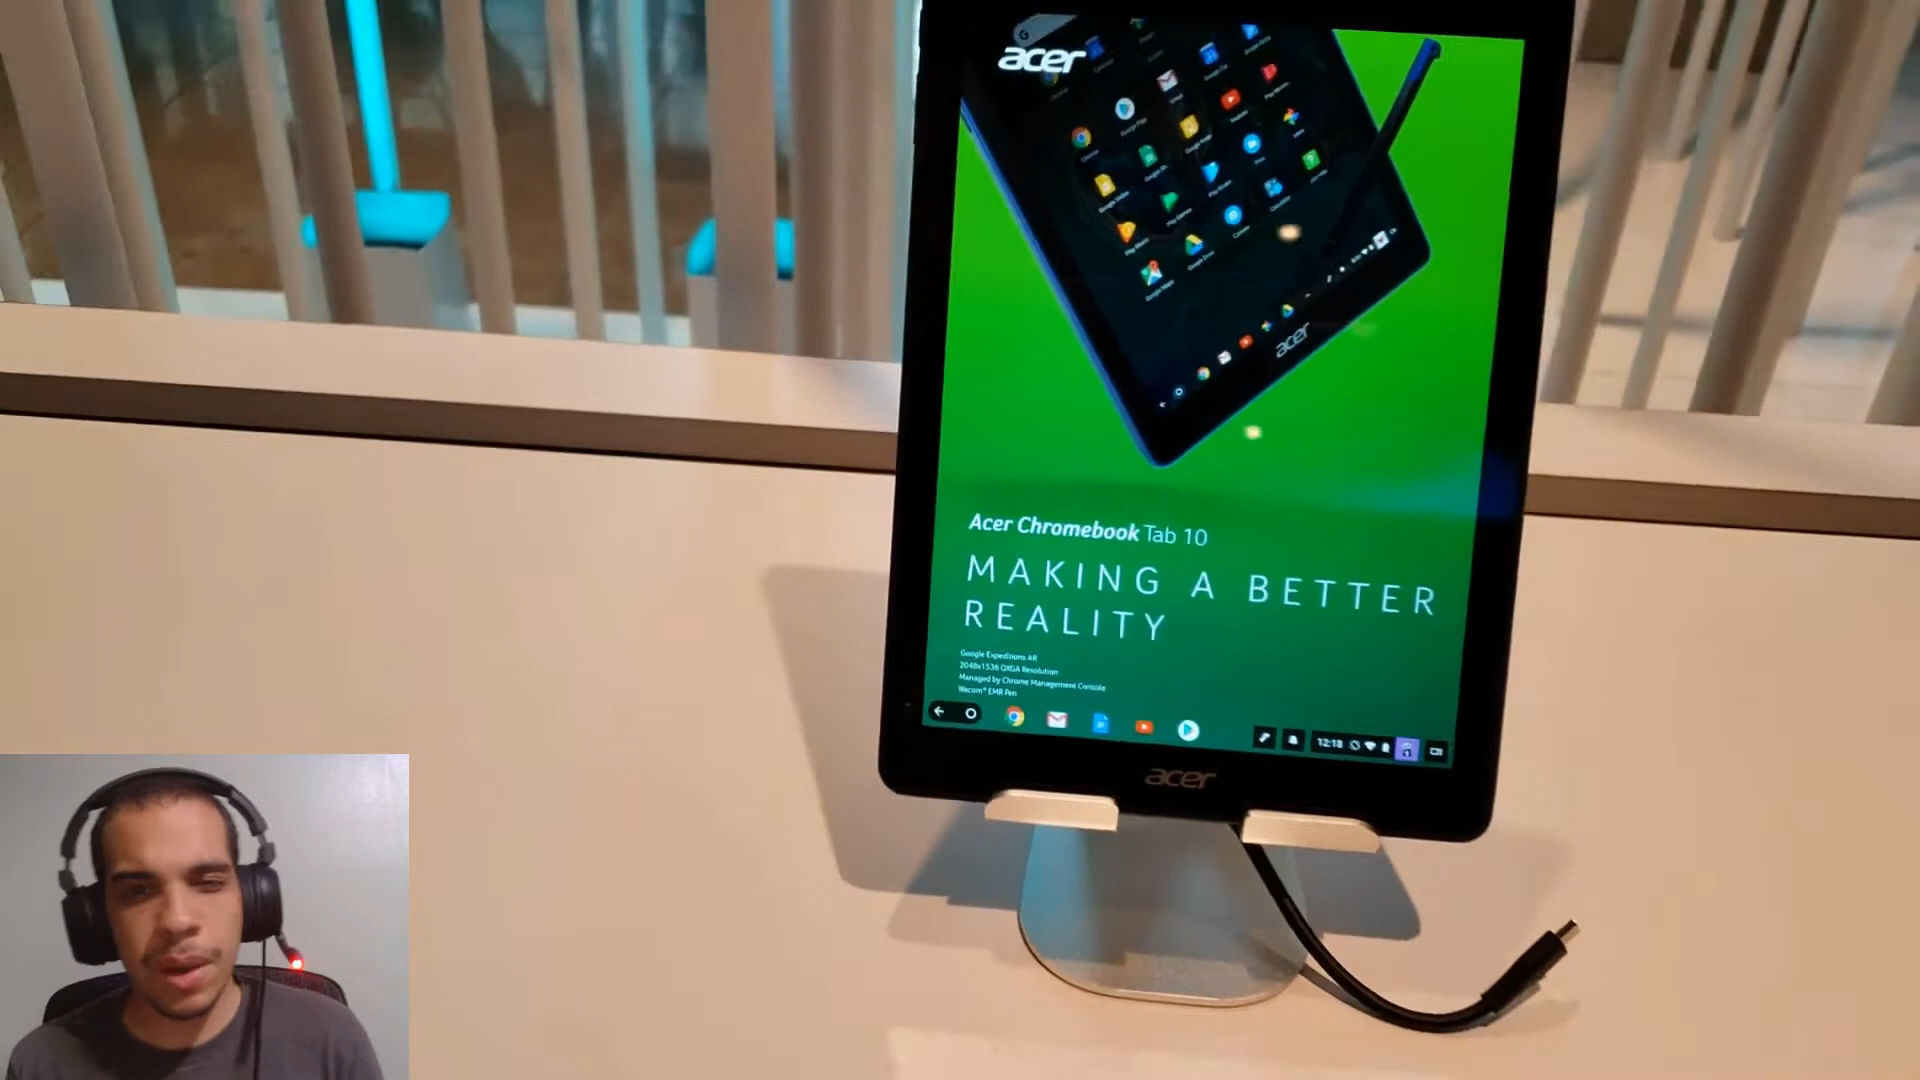 acer
acer
Acer Chromebook Tab 10
MAKING A BETTER
REALITY
Google Expeditions AR
2048x1536 QXGA Resolution
Managed by Chrome Management Console
Wacom® EMR Pen
12:18
acer